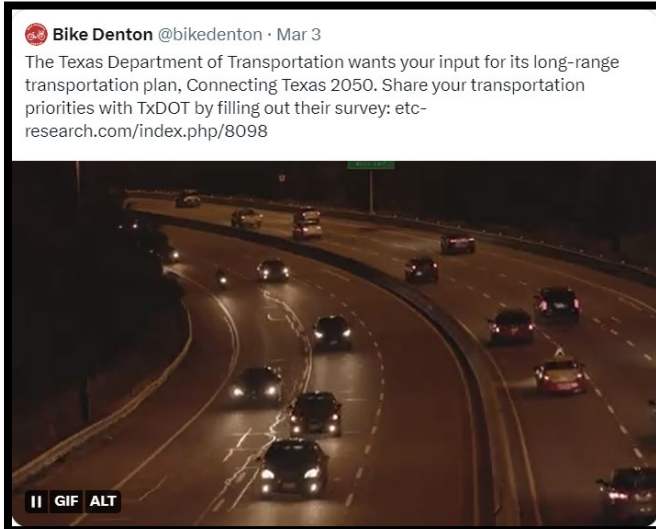 Bike Denton @bikedenton · Mar 3
The Texas Department of Transportation wants your input for its long-range
transportation plan, Connecting Texas 2050. Share your transportation
priorities with TxDOT by filling out their survey: etc-
research.com/index.php/8098
GIF ALT